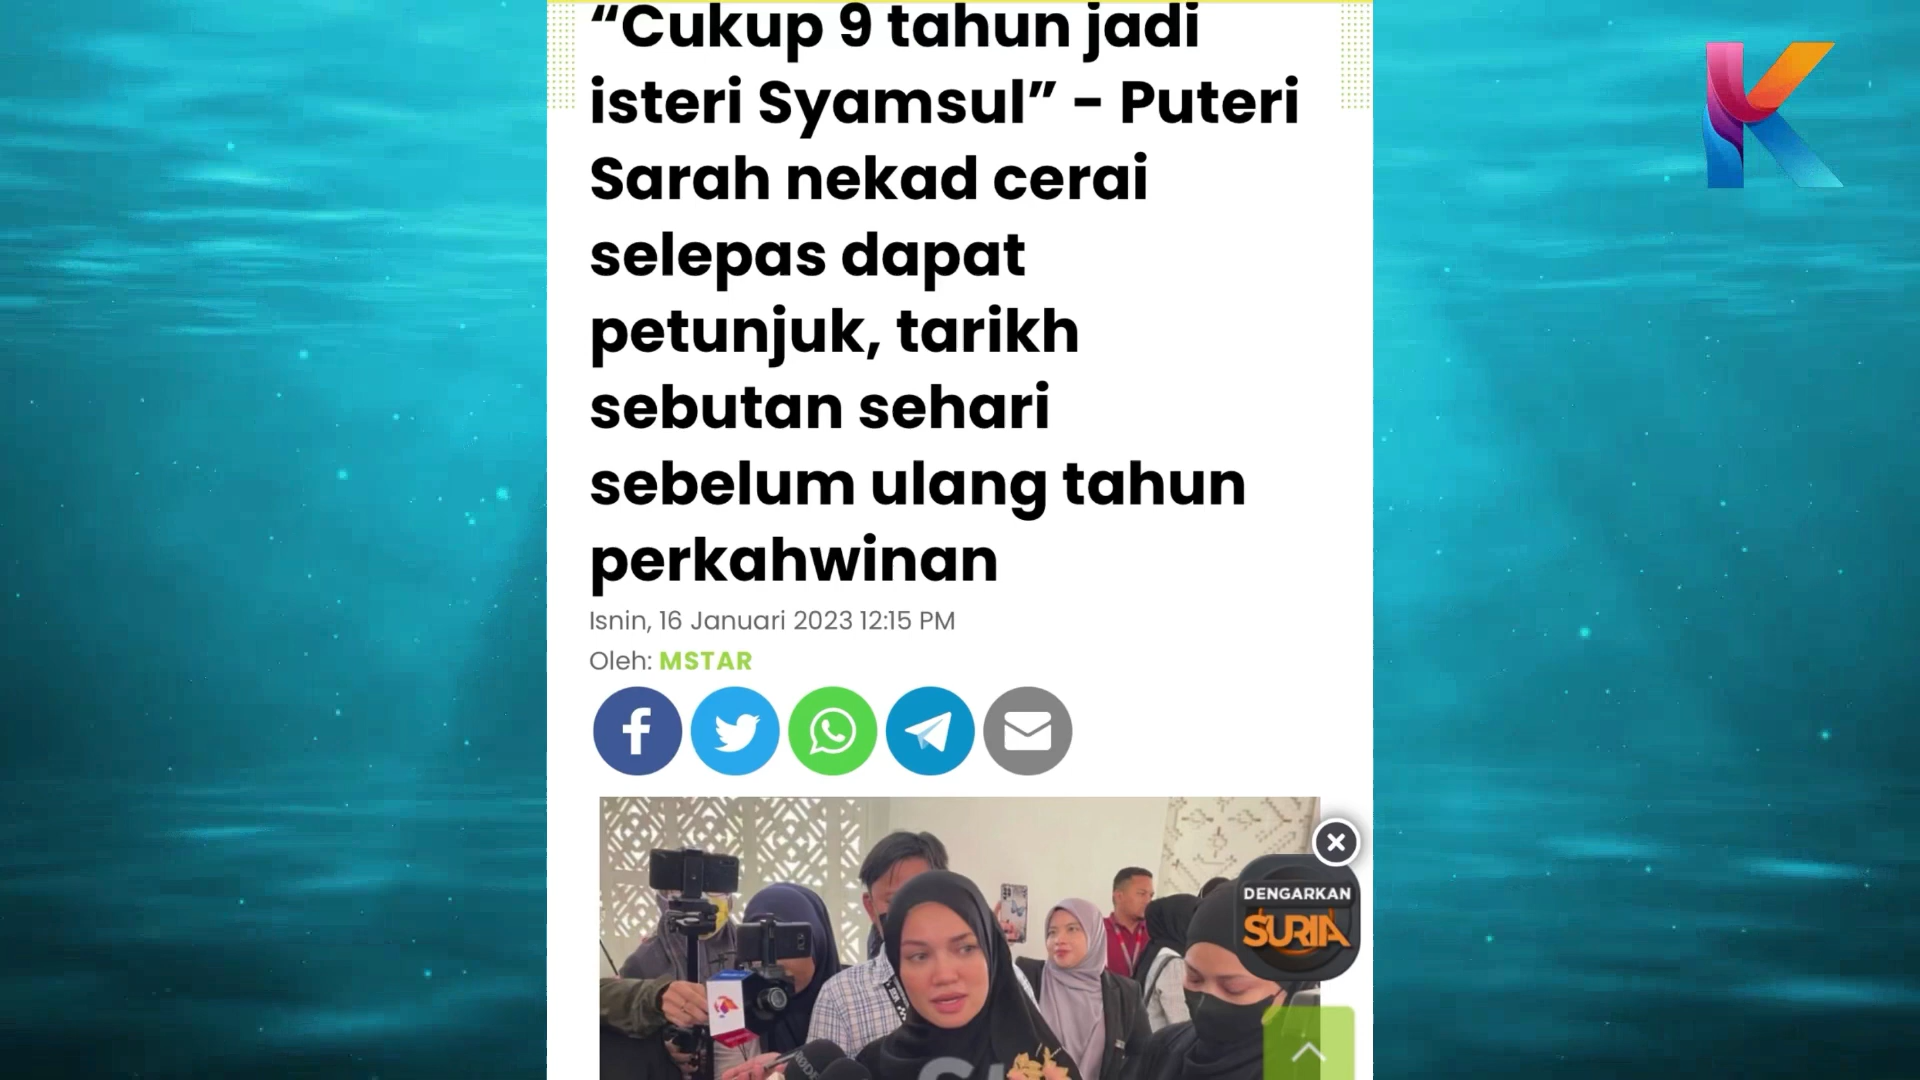 “Cukup 9 tahun jadi
isteri Syamsul” - Puteri
Sarah nekad cerai
selepas dapat
petunjuk, tarikh
sebutan sehari
sebelum ulang tahun
perkahwinan
Isnin, 16 Januari 2023 12:15 PM
Oleh: MSTAR
DENGARKAN
SURIA